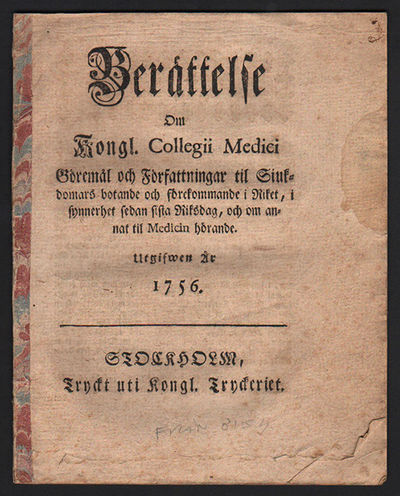 Berättelse
Om
Kongl. Collegii Medici
Göremål och Författningar til Siuk-
domars botande och förekommande i Riket, i
synnerhet sedan sista Riksdag, och om an-
nat til Medicin hörande.
Utgifwen År
1756.
STOCKHOLM,
Tryckt uti Kongl. Tryckeriet.